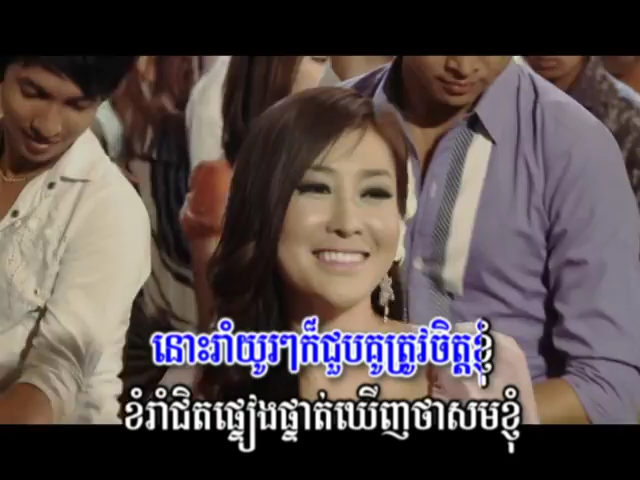 នោះរាំយូរៗក៏ជួបគូត្រូវចិត្តខ្ញុំ
ខំរាំជិតផ្ទៀងផ្ទាត់ឃើញថាសមខ្ញុំ